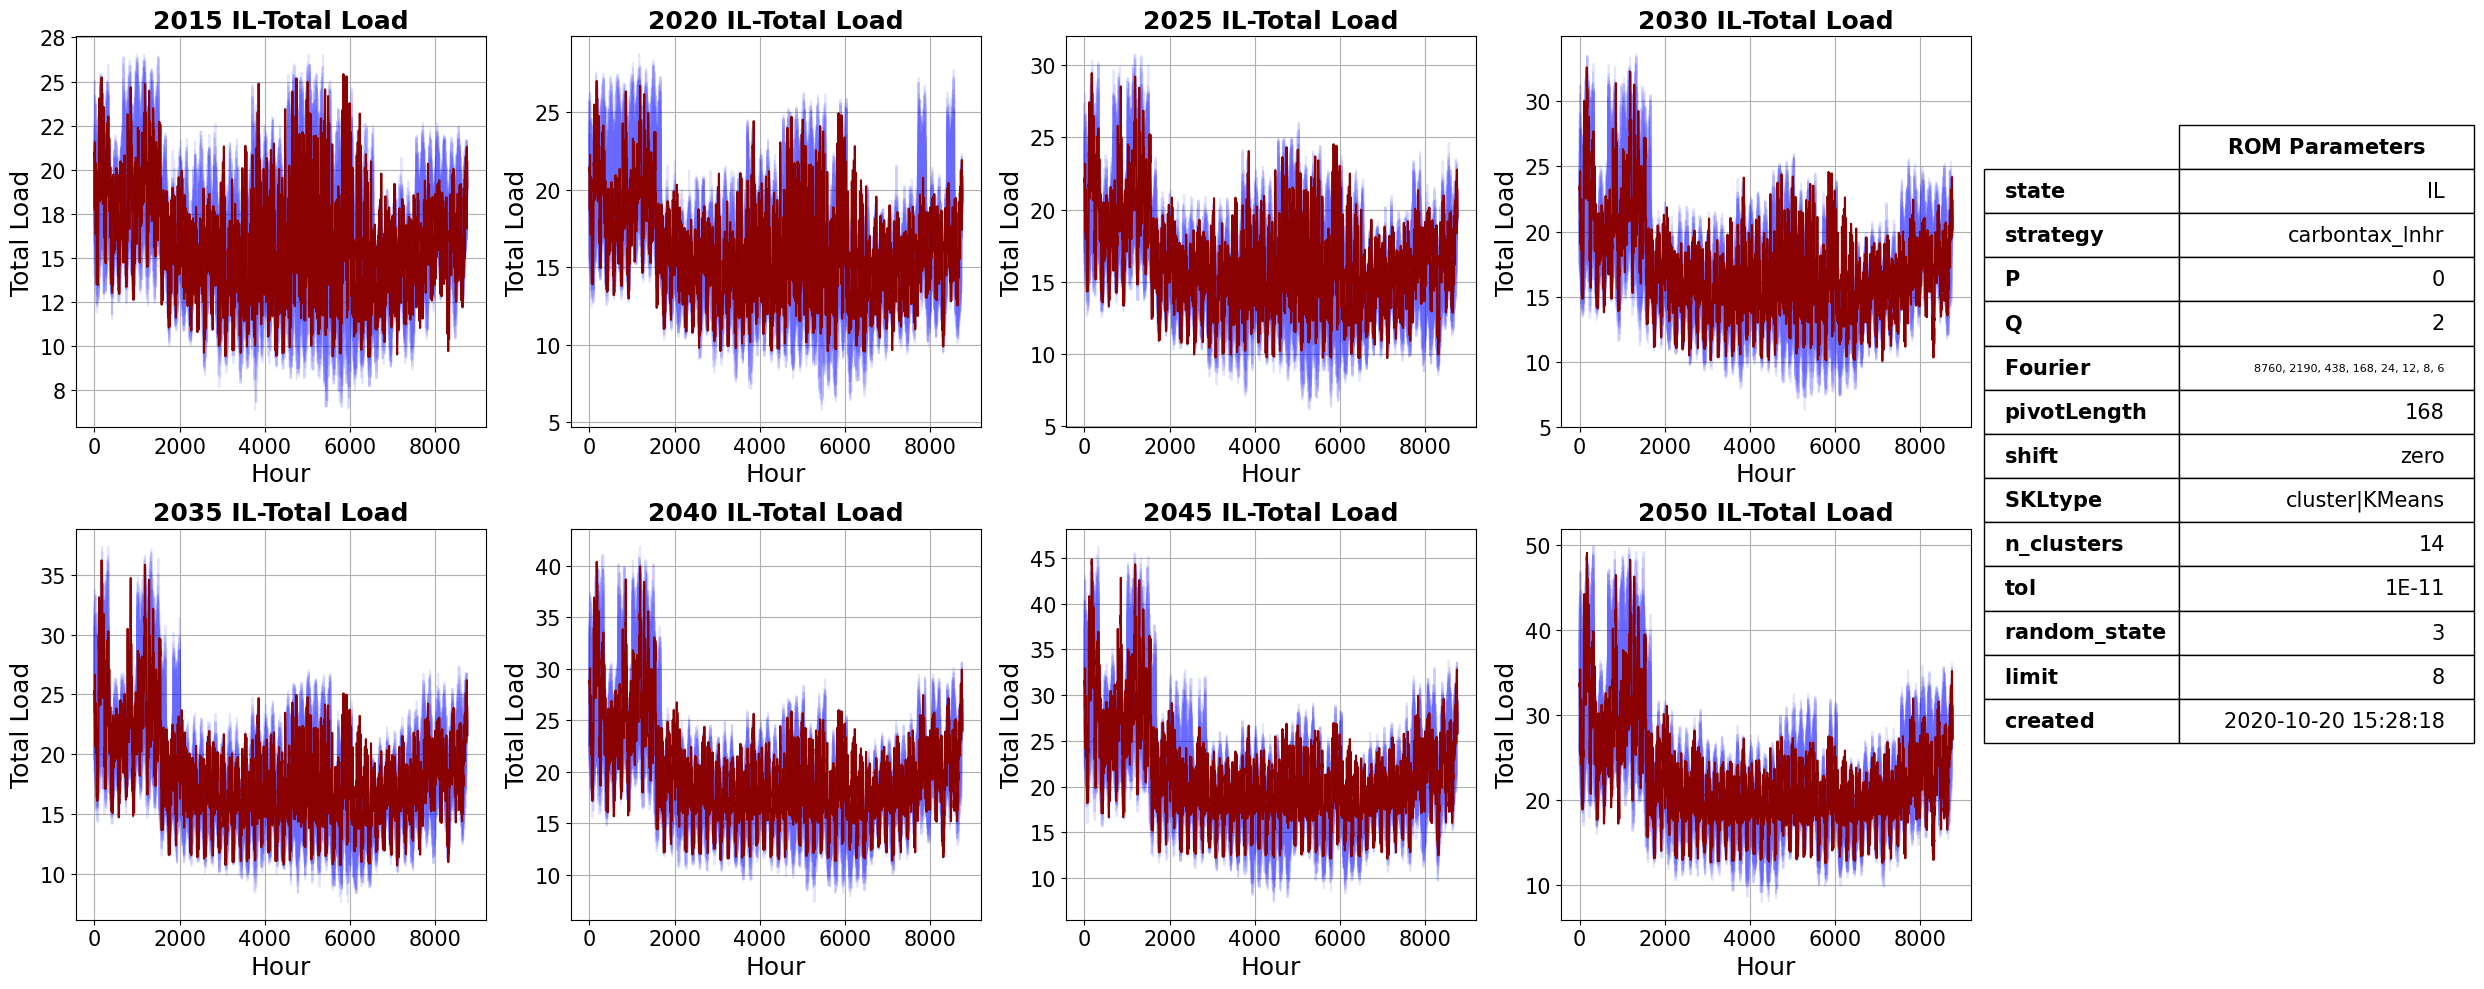 2015 IL-Total Load
28
25
22
20
18
15
12
10
8
Total Load
0 2000 4000 6000 8000
Hour
2020 IL-Total Load
25
20
15
10
5
Total Load
0 2000 4000 6000 8000
Hour
2025 IL-Total Load
30
25
20
15
10
5
Total Load
0 2000 4000 6000 8000
Hour
2030 IL-Total Load
30
25
20
15
10
5
Total Load
0 2000 4000 6000 8000
Hour
2035 IL-Total Load
35
30
25
20
15
10
Total Load
0 2000 4000 6000 8000
Hour
2040 IL-Total Load
40
35
30
25
20
15
10
Total Load
0 2000 4000 6000 8000
Hour
2045 IL-Total Load
45
40
35
30
25
20
15
10
Total Load
0 2000 4000 6000 8000
Hour
2050 IL-Total Load
50
40
30
20
10
Total Load
0 2000 4000 6000 8000
Hour
ROM Parameters
state IL
strategy carbontax_lnhr
P 0
Q 2
Fourier 8760, 2190, 438, 168, 24, 12, 8, 6
pivotLength 168
shift zero
SKLtype cluster|KMeans
n_clusters 14
tol 1E-11
random_state 3
limit 8
created 2020-10-20 15:28:18